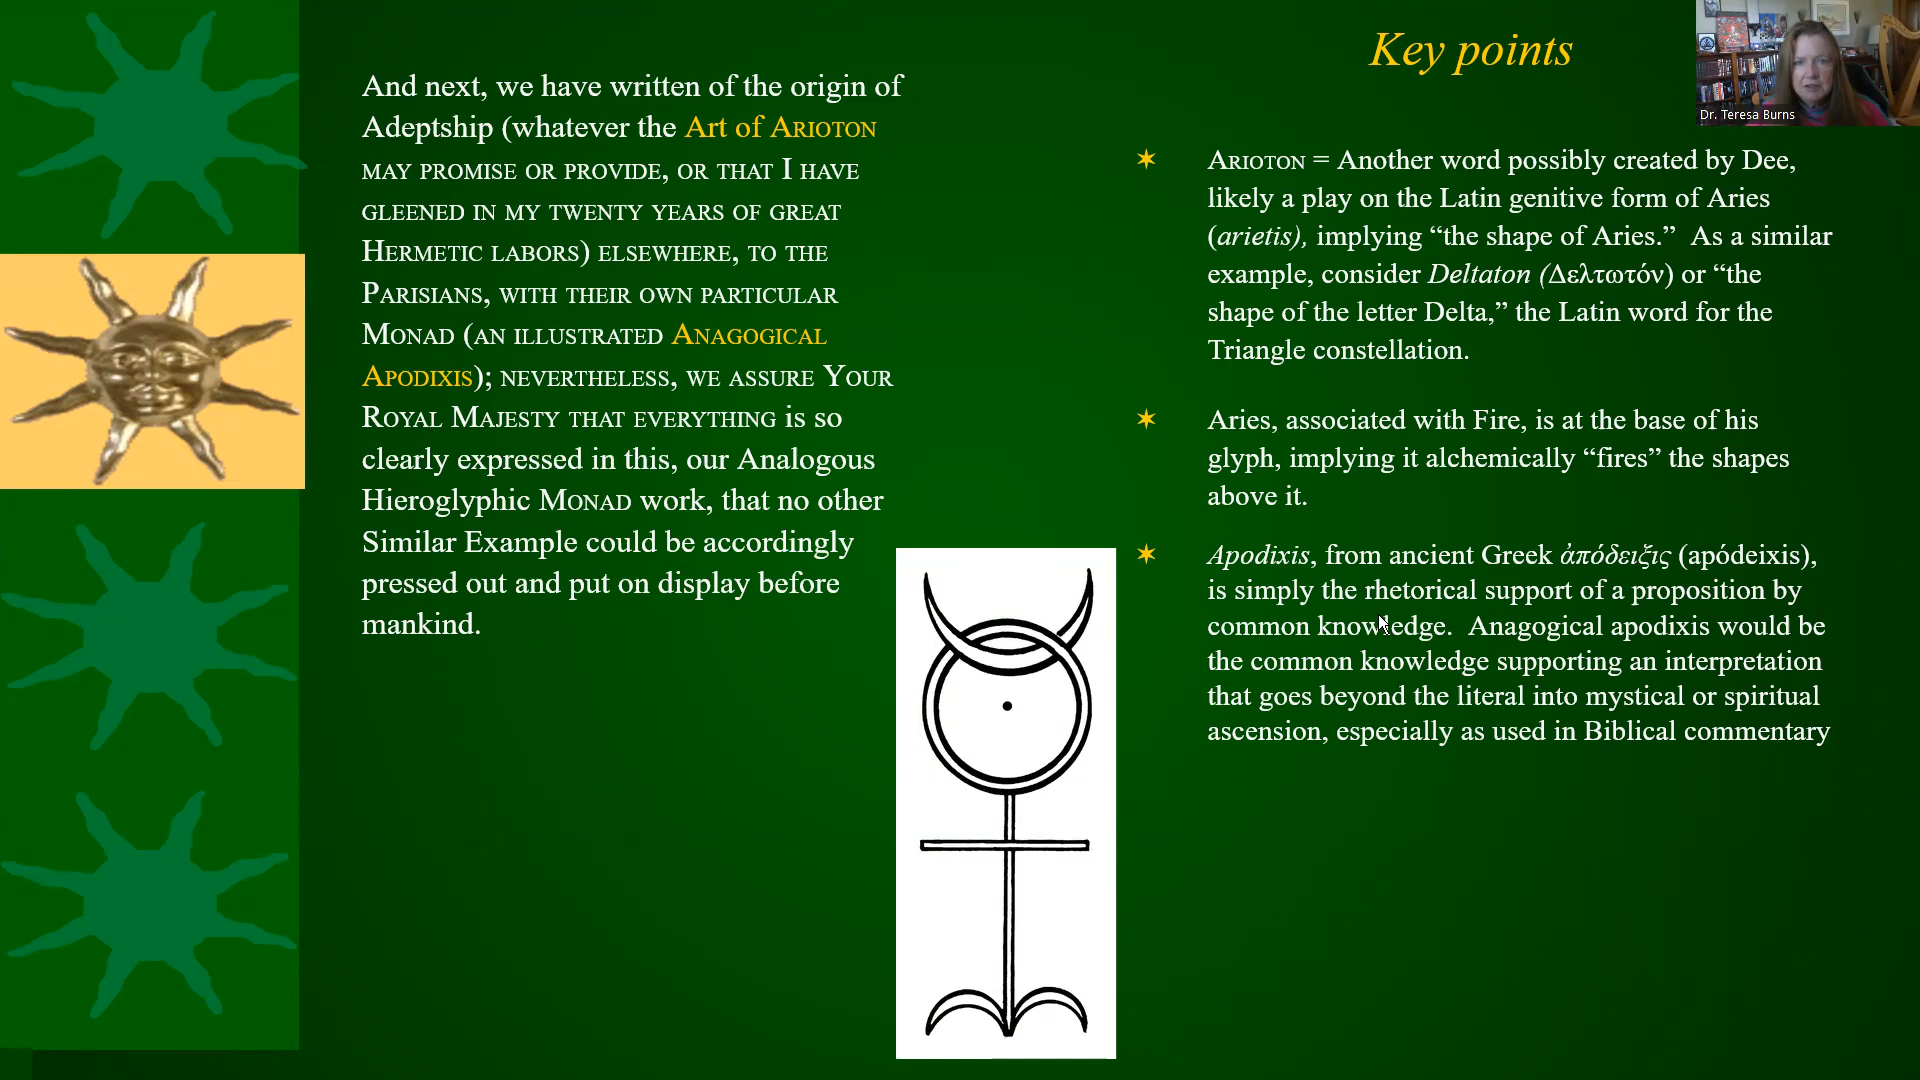 And next, we have written of the origin of
Adeptship (whatever the Art of ARIOTON
MAY PROMISE OR PROVIDE, OR THAT I HAVE
GLEENED IN MY TWENTY YEARS OF GREAT
HERMETIC LABORS) ELSEWHERE, TO THE
PARISIANS, WITH THEIR OWN PARTICULAR
MONAD (AN ILLUSTRATED ANAGOGICAL
APODIXIS); NEVERTHELESS, WE ASSURE YOUR
ROYAL MAJESTY THAT EVERYTHING is so
clearly expressed in this, our Analogous
Hieroglyphic MONAD work, that no other
Similar Example could be accordingly
pressed out and put on display before
mankind.
Key points
ARIOTON = Another word possibly created by Dee,
likely a play on the Latin genitive form of Aries
(arietis), implying “the shape of Aries.” As a similar
example, consider Deltaton (Δελτωτόν) or “the
shape of the letter Delta,” the Latin word for the
Triangle constellation.
Aries, associated with Fire, is at the base of his
glyph, implying it alchemically “fires” the shapes
above it.
Apodixis, from ancient Greek ἀπόδειξις (apódeixis),
is simply the rhetorical support of a proposition by
common knowledge. Anagogical apodixis would be
the common knowledge supporting an interpretation
that goes beyond the literal into mystical or spiritual
ascension, especially as used in Biblical commentary
Dr. Teresa Burns